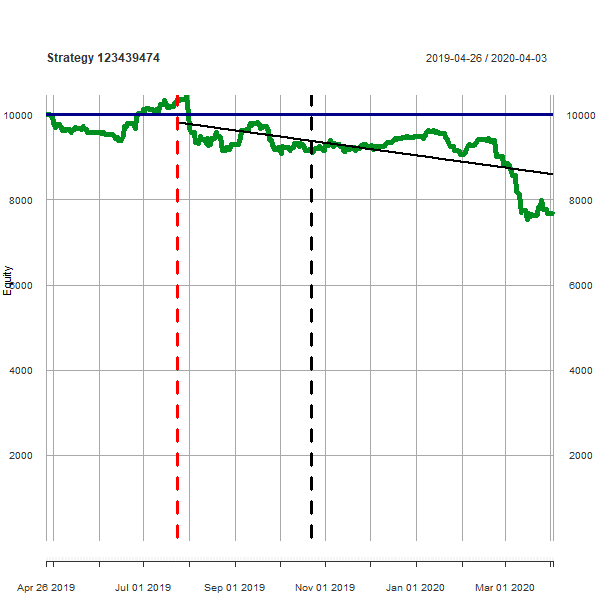 Strategy 123439474
2019-04-26 / 2020-04-03
10000
10000
8000
8000
Equity
6000
6000
4000
4000
2000
2000
Apr 26 2019
Jul 01 2019
Sep 01 2019
Nov 01 2019
Jan 01 2020
Mar 01 2020